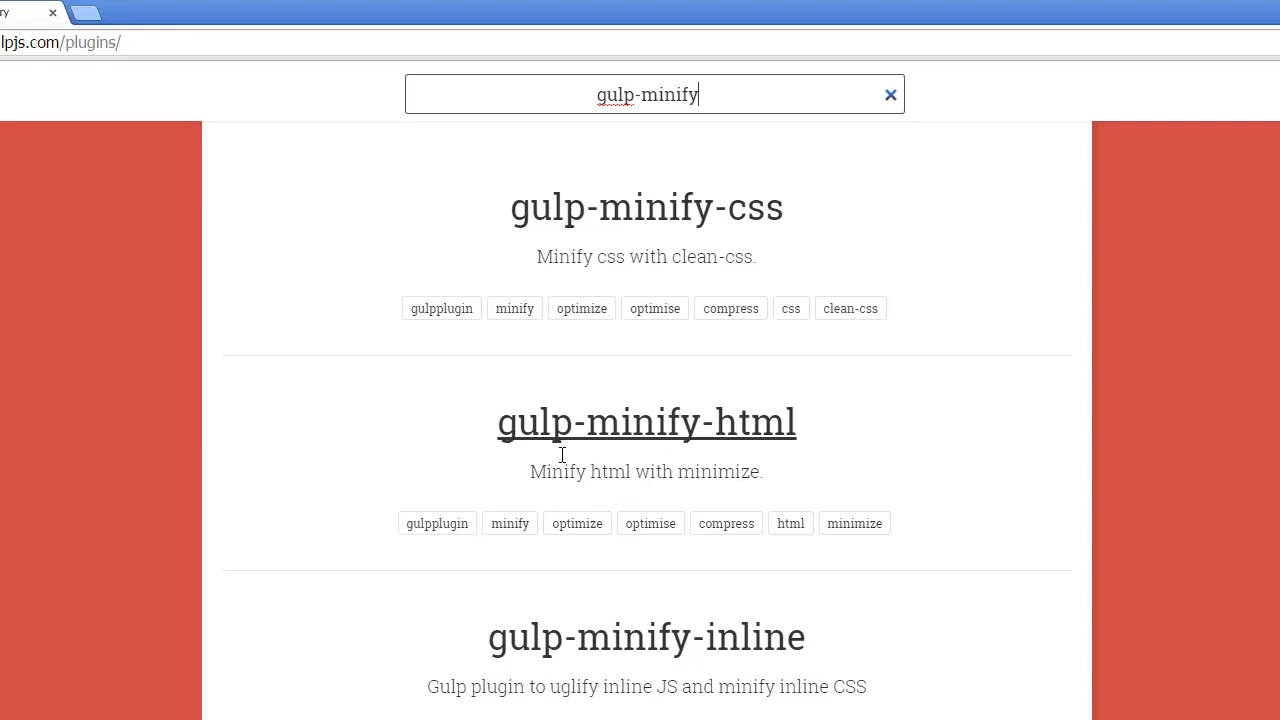 ry
lpjs.com/plugins/
gulp-minify
gulp-minify-css
Minify css with clean-css.
gulpplugin minify optimize optimise compress css clean-css
gulp-minify-html
Minify html with minimize.
gulpplugin minify optimize optimise compress html minimize
gulp-minify-inline
Gulp plugin to uglify inline JS and minify inline CSS